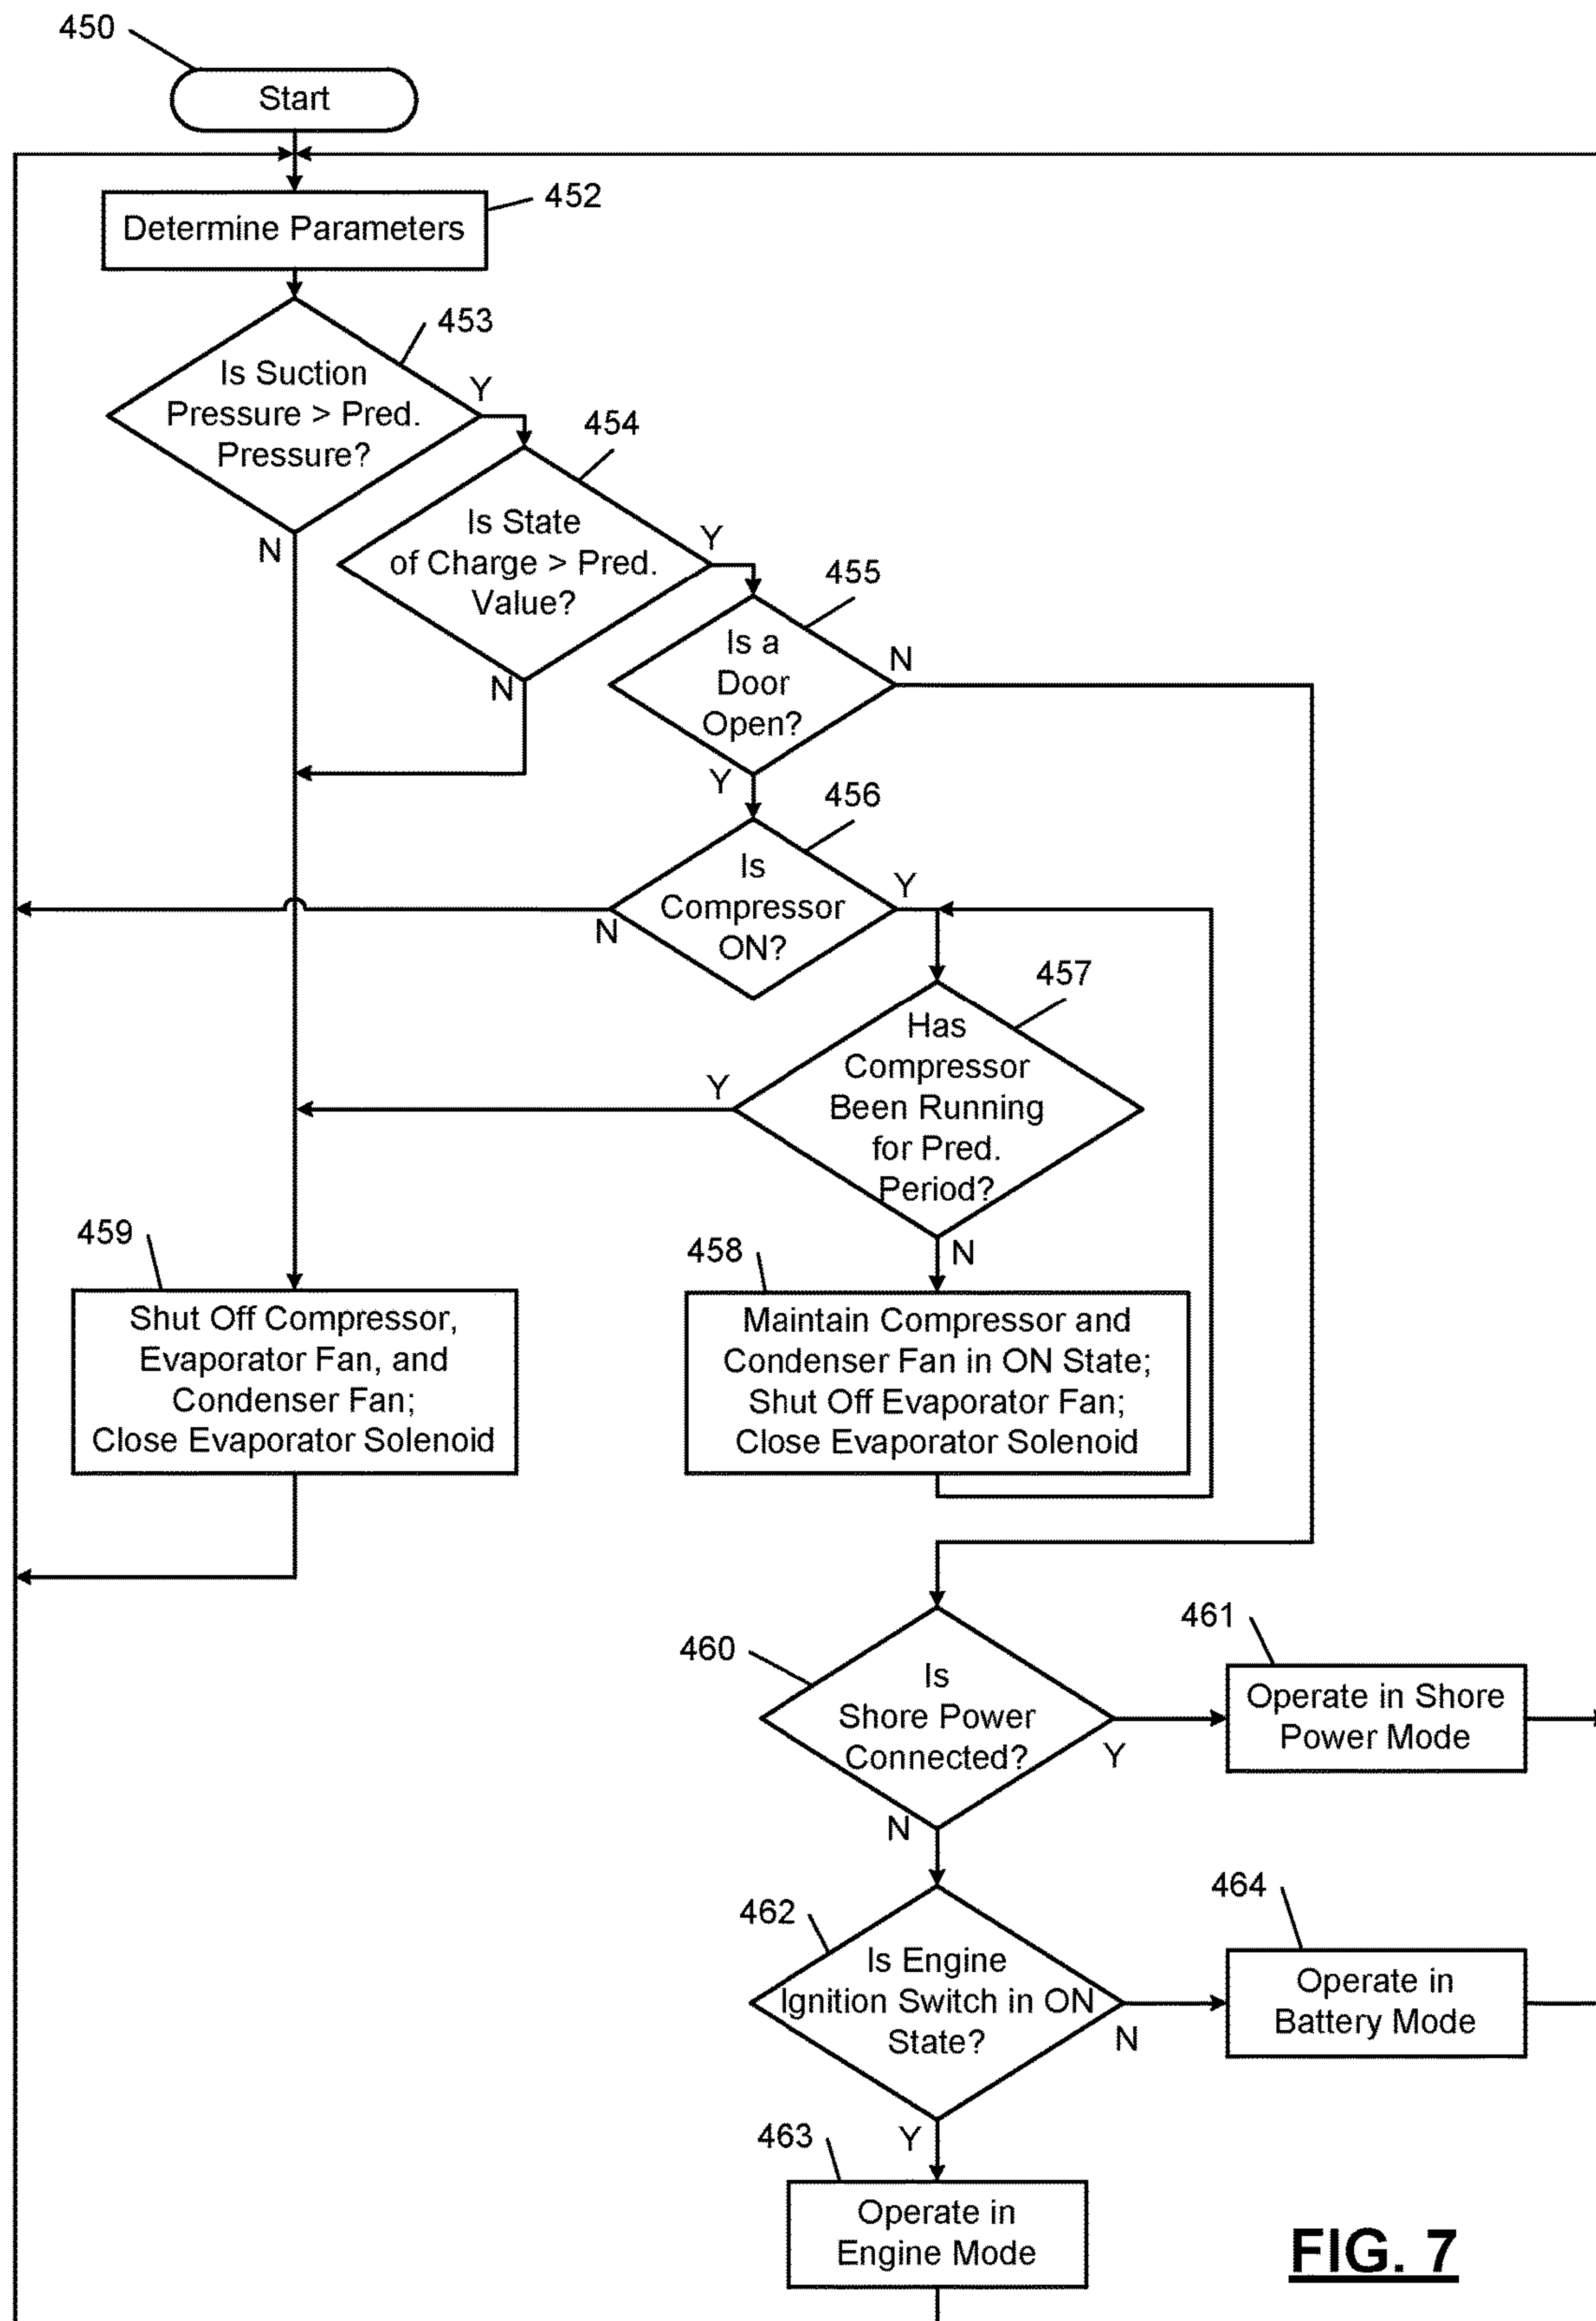 450
Start
452
Determine Parameters
453
Is Suction
Pressure > Pred.
Pressure?
Y
N
454
Is State
of Charge > Pred.
Value?
Y
N
455
Is a
Door
Open?
N
Y
456
Is
Compressor
ON?
Y
N
457
Has
Compressor
Been Running
for Pred.
Period?
Y
N
459
Shut Off Compressor,
Evaporator Fan, and
Condenser Fan;
Close Evaporator Solenoid
458
Maintain Compressor and
Condenser Fan in ON State;
Shut Off Evaporator Fan;
Close Evaporator Solenoid
460
Is
Shore Power
Connected?
Y
N
461
Operate in Shore
Power Mode
462
Is Engine
Ignition Switch in ON
State?
N
Y
464
Operate in
Battery Mode
463
Operate in
Engine Mode
FIG. 7